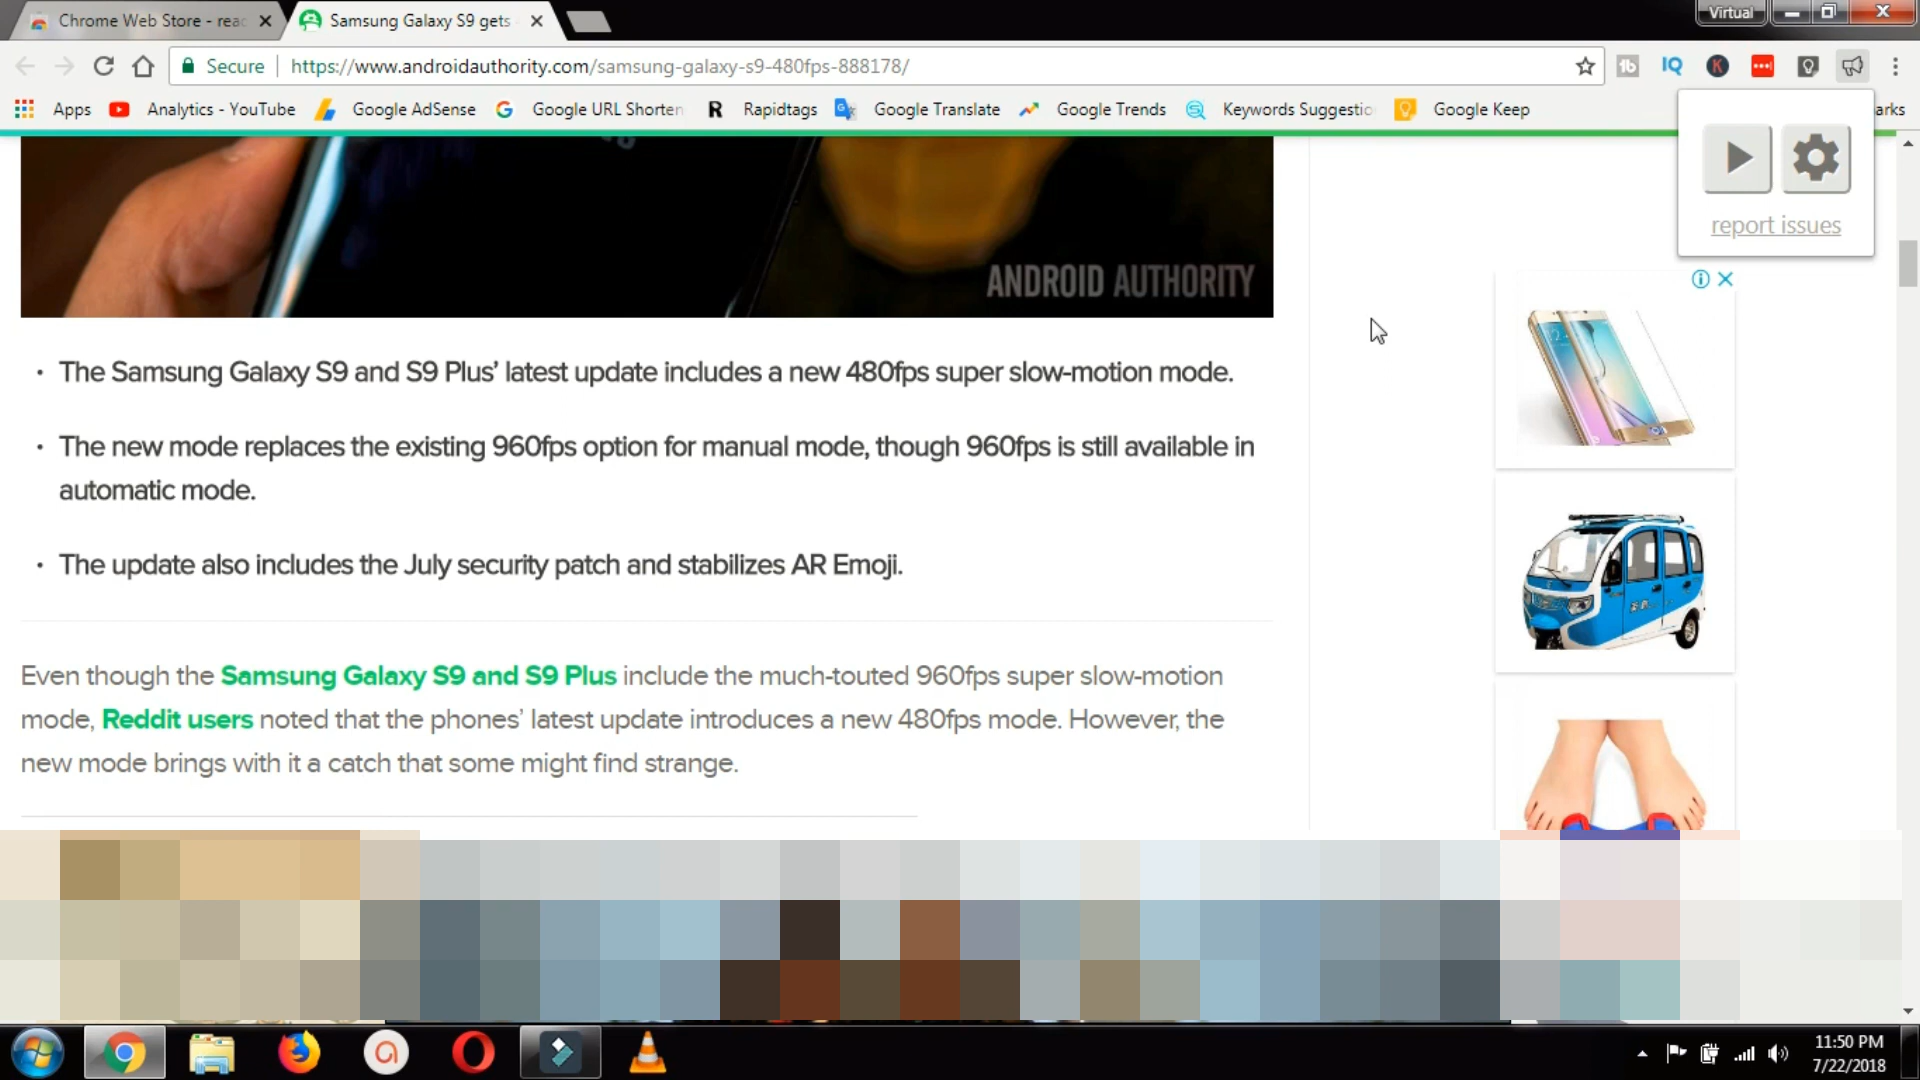 Chrome Web Store - rea
Samsung Galaxy S9 gets
Virtual
Secure
https://www.androidauthority.com/samsung-galaxy-s9-480fps-888178/
Apps
Analytics - YouTube
Google AdSense
Google URL Shorten
Rapidtags
Google Translate
Google Trends
Keywords Suggestio
Google Keep
arks
report issues
ANDROID AUTHORITY
• The Samsung Galaxy S9 and S9 Plus’ latest update includes a new 480fps super slow-motion mode.
• The new mode replaces the existing 960fps option for manual mode, though 960fps is still available in
automatic mode.
• The update also includes the July security patch and stabilizes AR Emoji.
Even though the Samsung Galaxy S9 and S9 Plus include the much-touted 960fps super slow-motion
mode, Reddit users noted that the phones’ latest update introduces a new 480fps mode. However, the
new mode brings with it a catch that some might find strange.
11:50 PM
7/22/2018